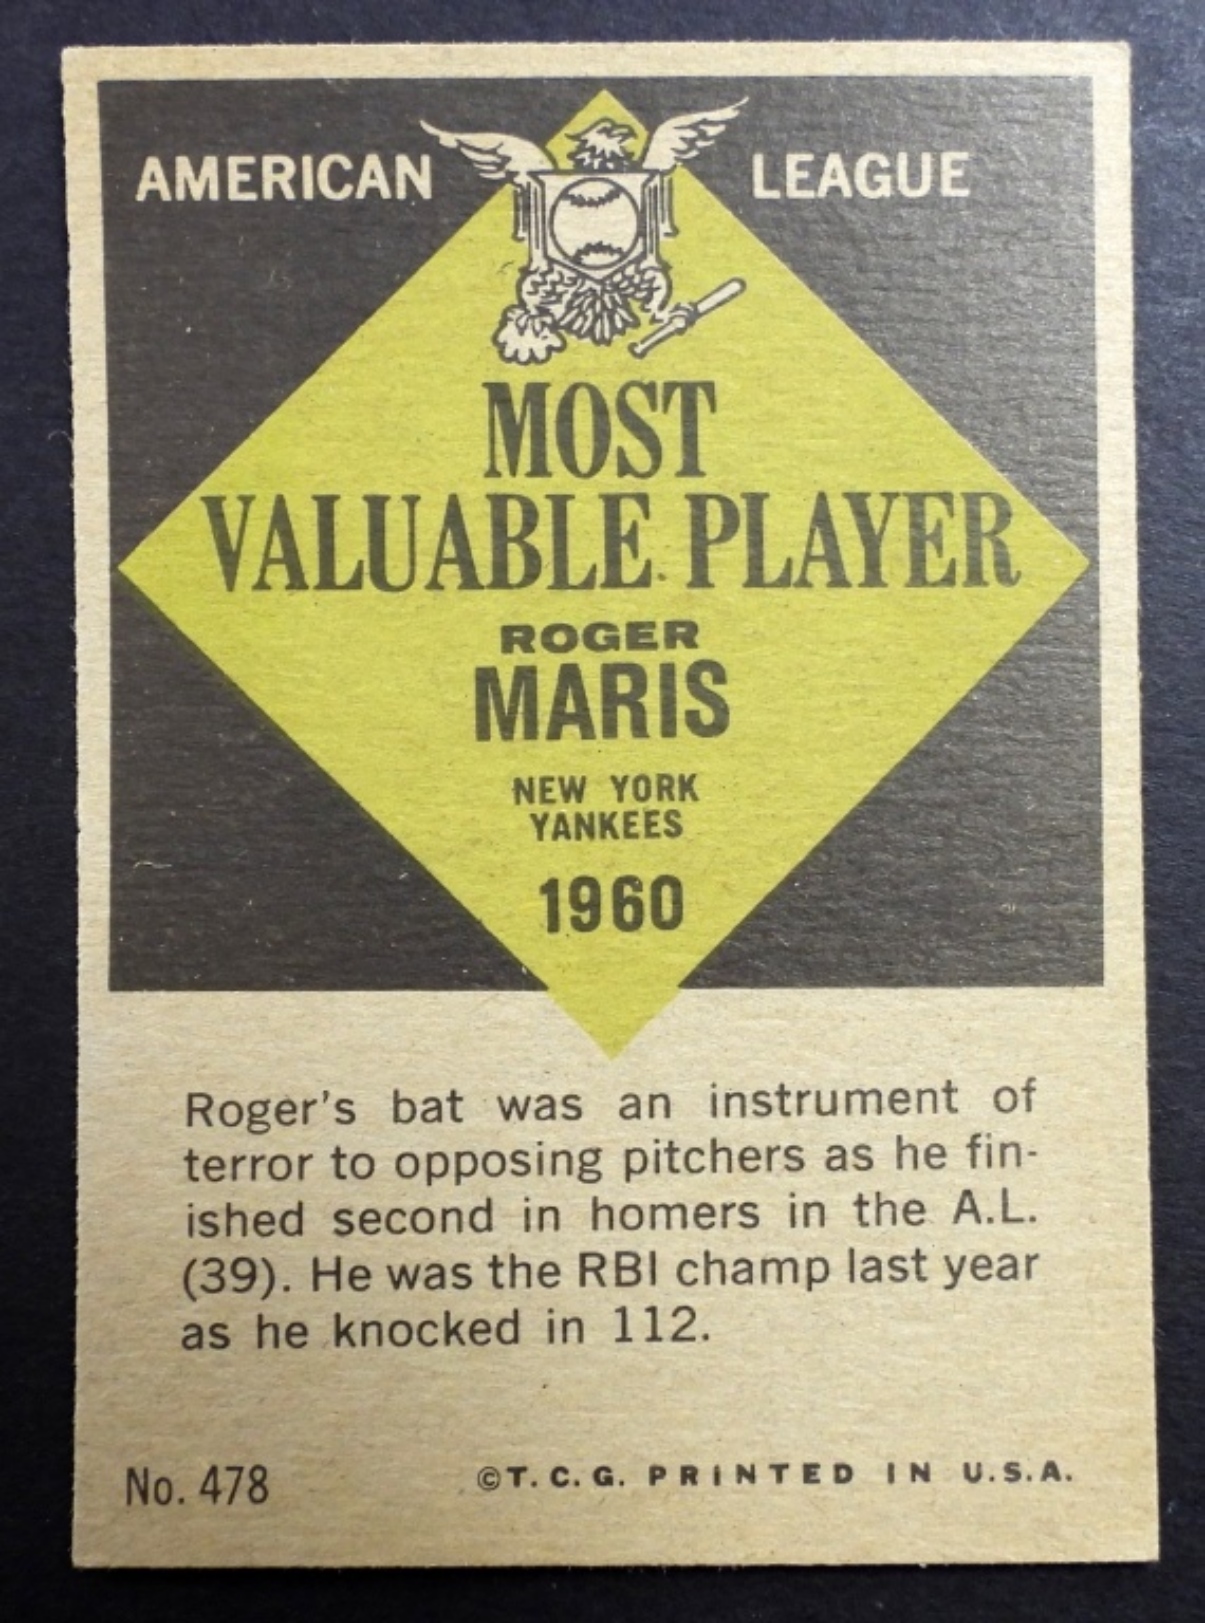 AMERICAN LEAGUE
MOST
VALUABLE PLAYER
ROGER
MARIS
NEW YORK
YANKEES
1960
Roger's bat was an instrument of
terror to opposing pitchers as he fin-
ished second in homers in the A.L.
(39). He was the RBI champ last year
as he knocked in 112.
No. 478 ©T.C.G. PRINTED IN U.S.A.